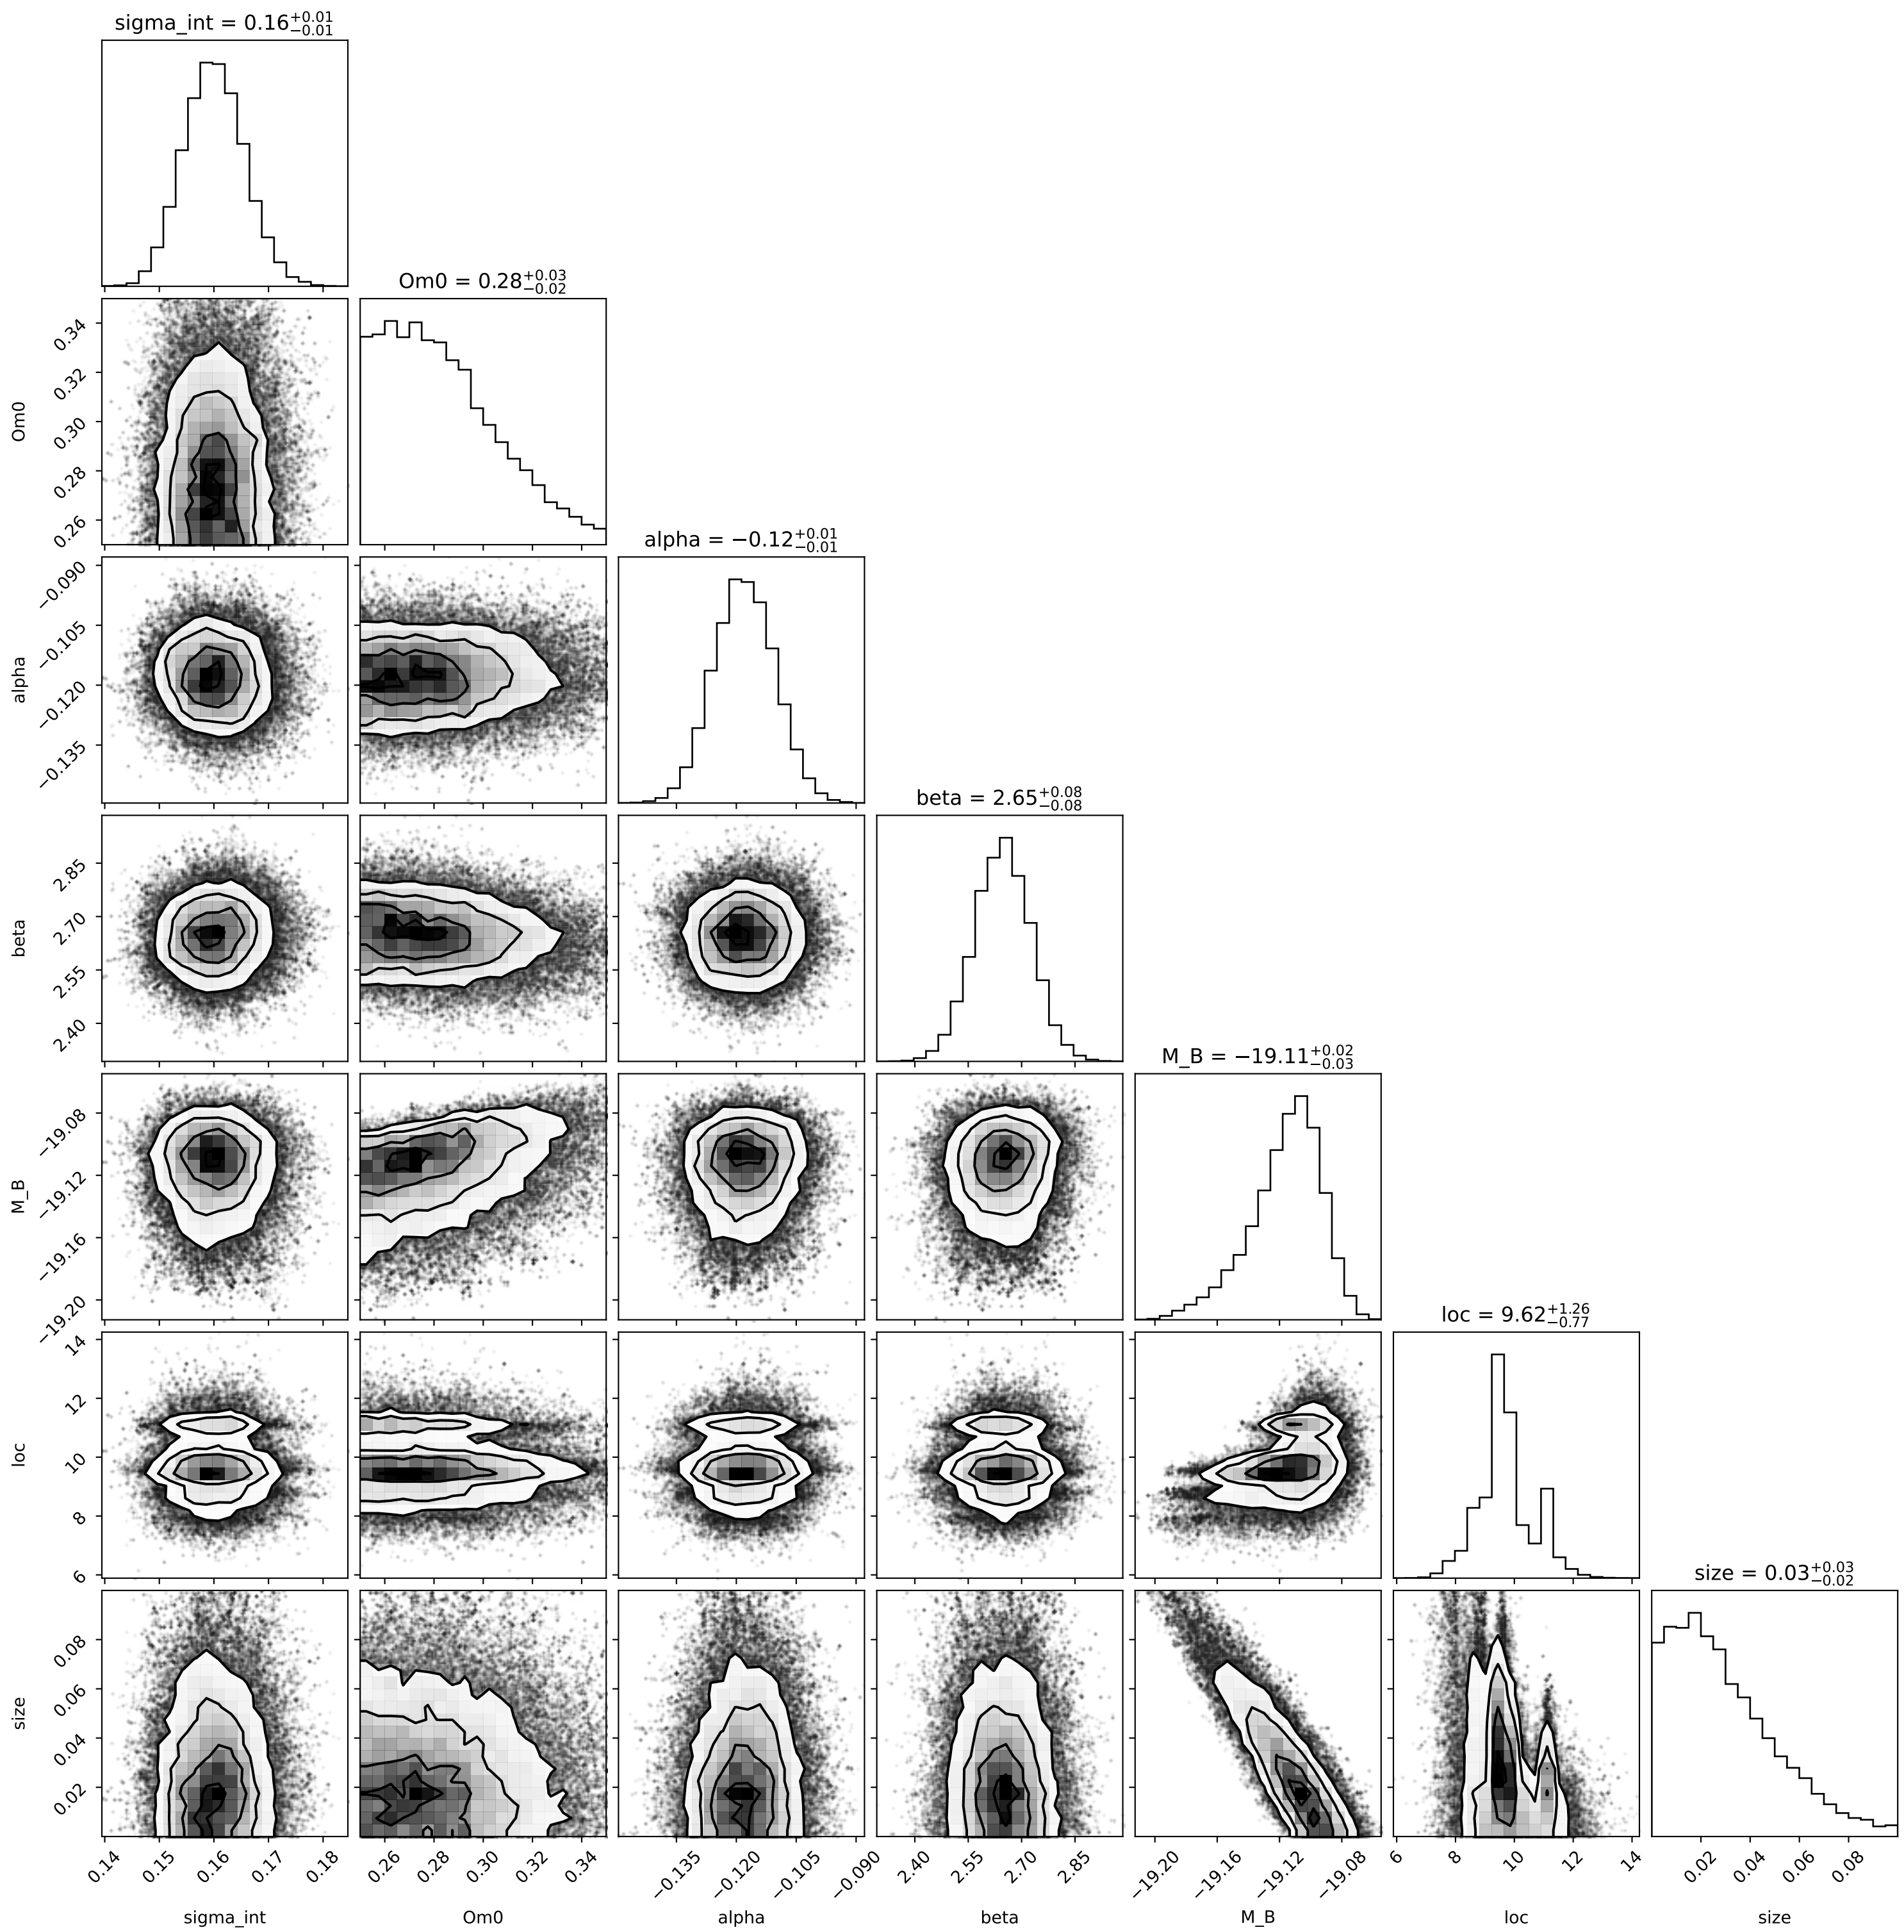 sigma_int = 0.16+0.01−0.01
Om0 = 0.28+0.03−0.02
0.34
0.32
0.30
0.28
0.26
Om0
alpha = −0.12+0.01−0.01
−0.090
−0.105
−0.120
−0.135
alpha
beta = 2.65+0.08−0.08
2.85
2.70
2.55
2.40
beta
M_B = −19.11+0.02−0.03
−19.08
−19.12
−19.16
−19.20
M_B
loc = 9.62+1.26−0.77
14
12
10
8
6
loc
size = 0.03+0.03−0.02
0.08
0.06
0.04
0.02
size
0.14 0.15 0.16 0.17 0.18 0.26 0.28 0.30 0.32 0.34 −0.135 −0.120 −0.105 −0.090 2.40 2.55 2.70 2.85 −19.20 −19.16 −19.12 −19.08 6 8 10 12 14 0.02 0.04 0.06 0.08
sigma_int Om0 alpha beta M_B loc size